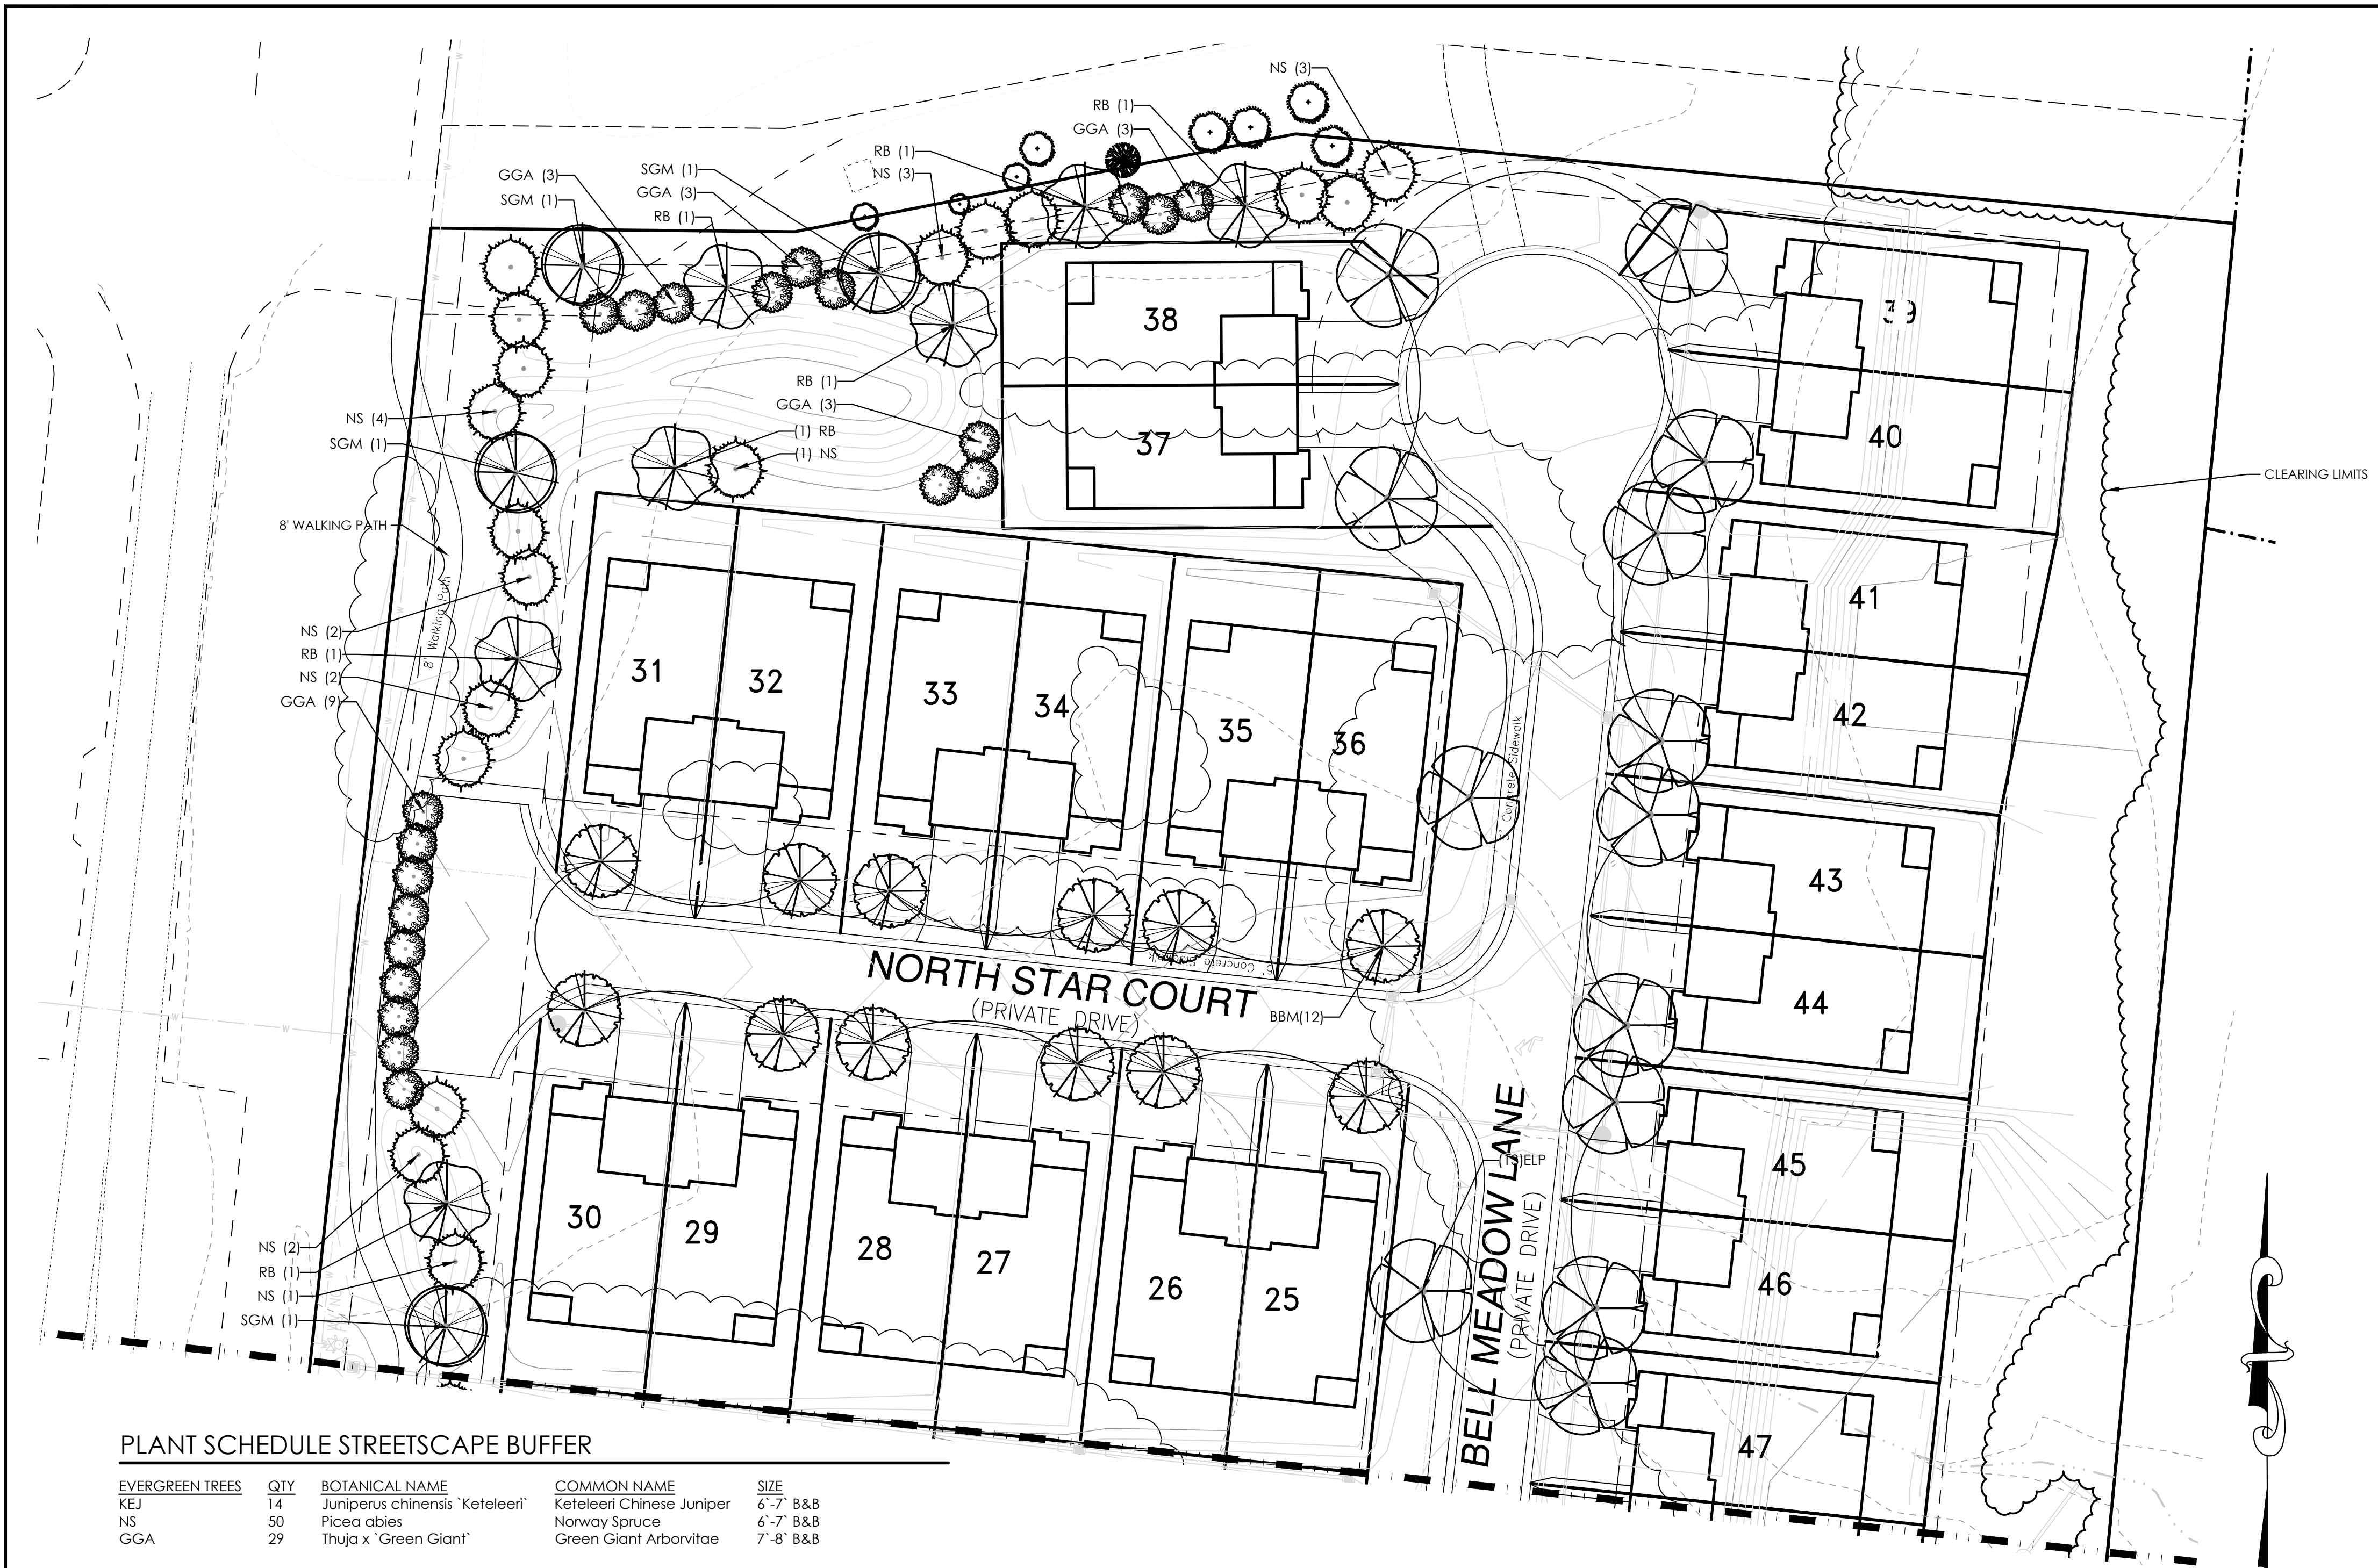 NS (3)
RB (1)
GGA (3)
RB (1)
NS (3)
SGM (1)
GGA (3)
RB (1)
GGA (3)
SGM (1)
38
39
RB (1)
GGA (3)
(1) RB
(1) NS
NS (4)
SGM (1)
37
40
CLEARING LIMITS
8' WALKING PATH
8' Walking Path
41
NS (2)
RB (1)
NS (2)
GGA (9)
31
32
33
34
35
36
42
5' Concrete Sidewalk
43
44
NORTH STAR COURT
(PRIVATE DRIVE)
5' Concrete Sidewalk
BBM(12)
BELL MEADOW LANE
(PRIVATE DRIVE)
45
46
47
30
29
28
27
26
25
NS (2)
RB (1)
NS (1)
SGM (1)
PLANT SCHEDULE STREETSCAPE BUFFER
EVERGREEN TREES QTY BOTANICAL NAME COMMON NAME SIZE
KEJ 14 Juniperus chinensis `Keteleeri` Keteleeri Chinese Juniper 6`-7` B&B
NS 50 Picea abies Norway Spruce 6`-7` B&B
GGA 29 Thuja x `Green Giant` Green Giant Arborvitae 7`-8` B&B